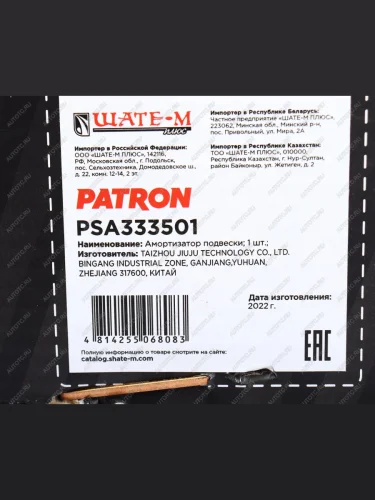 ШАТЕ-М
ПЛЮС
Импортер в Российской Федерации:
ООО «ШАТЕ-М ПЛЮС», 142116,
РФ, Московская обл., г. Подольск,
пос. Сельхозтехника, Домодедовское ш.,
д. 22, комн. 12-14, 2 эт.
Импортер в Республике Беларусь:
Частное предприятие «ШАТЕ-М ПЛЮС»,
223062, Минская обл., Минский р-н,
пос. Привольный, ул. Мира, 2А
Импортер в Республике Казахстан:
ТОО «ШАТЕ-М ПЛЮС», 010000,
Республика Казахстан, г. Нур-Султан,
район Байконыр, ул. Жетиген, д. 2
PATRON
PSA333501
Наименование: Амортизатор подвески; 1 шт.;
Изготовитель: TAIZHOU JIUJU TECHNOLOGY CO., LTD.
BINGANG INDUSTRIAL ZONE, GANJIANG,YUHUAN,
ZHEJIANG 317600, КИТАЙ
Дата изготовления:
2022 г.
4 814255 068083
EAC
Полную информацию о товаре смотрите на сайте:
catalog.shate-m.com